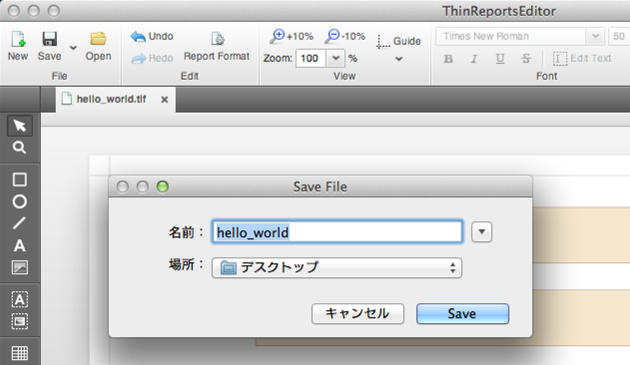 ThinReportsEditor
New Save Open Undo Redo Report Format +10% -10% Zoom: 100 % Guide Times New Roman 50 B I U S Edit Text
File Edit View Font
hello_world.tlf
Save File
名前： hello_world
場所： デスクトップ
キャンセル Save
A
A